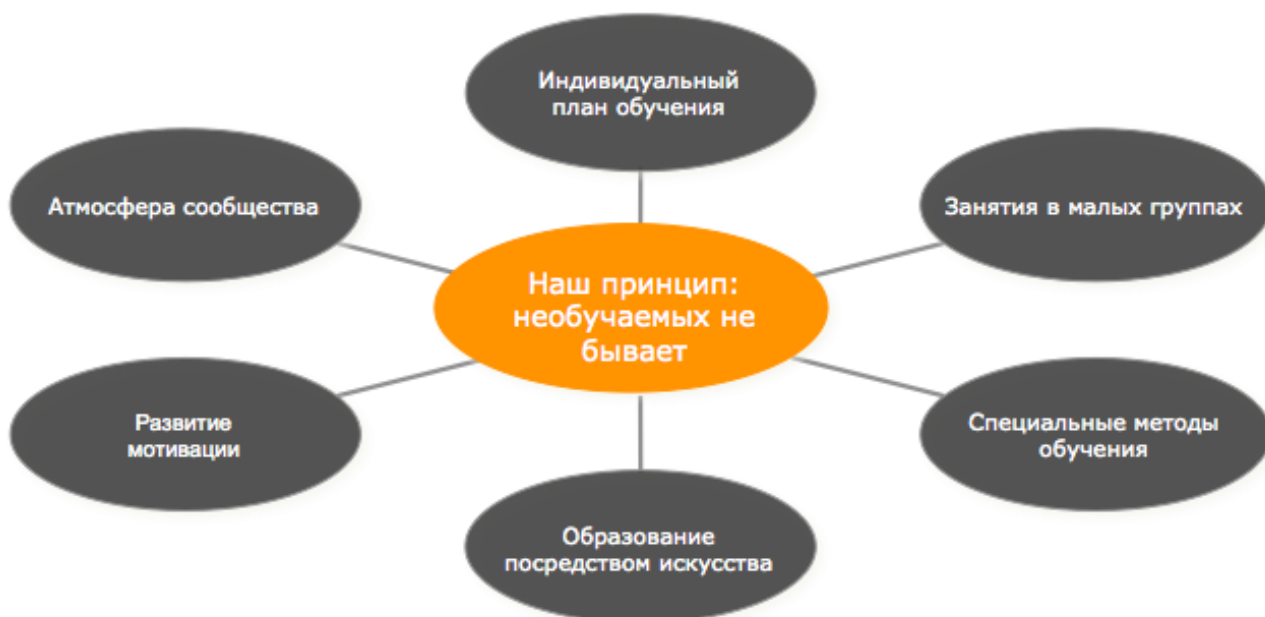 Индивидуальный
план обучения
Атмосфера сообщества
Занятия в малых группах
Наш принцип:
необучаемых не
бывает
Развитие
мотивации
Специальные методы
обучения
Образование
посредством искусства